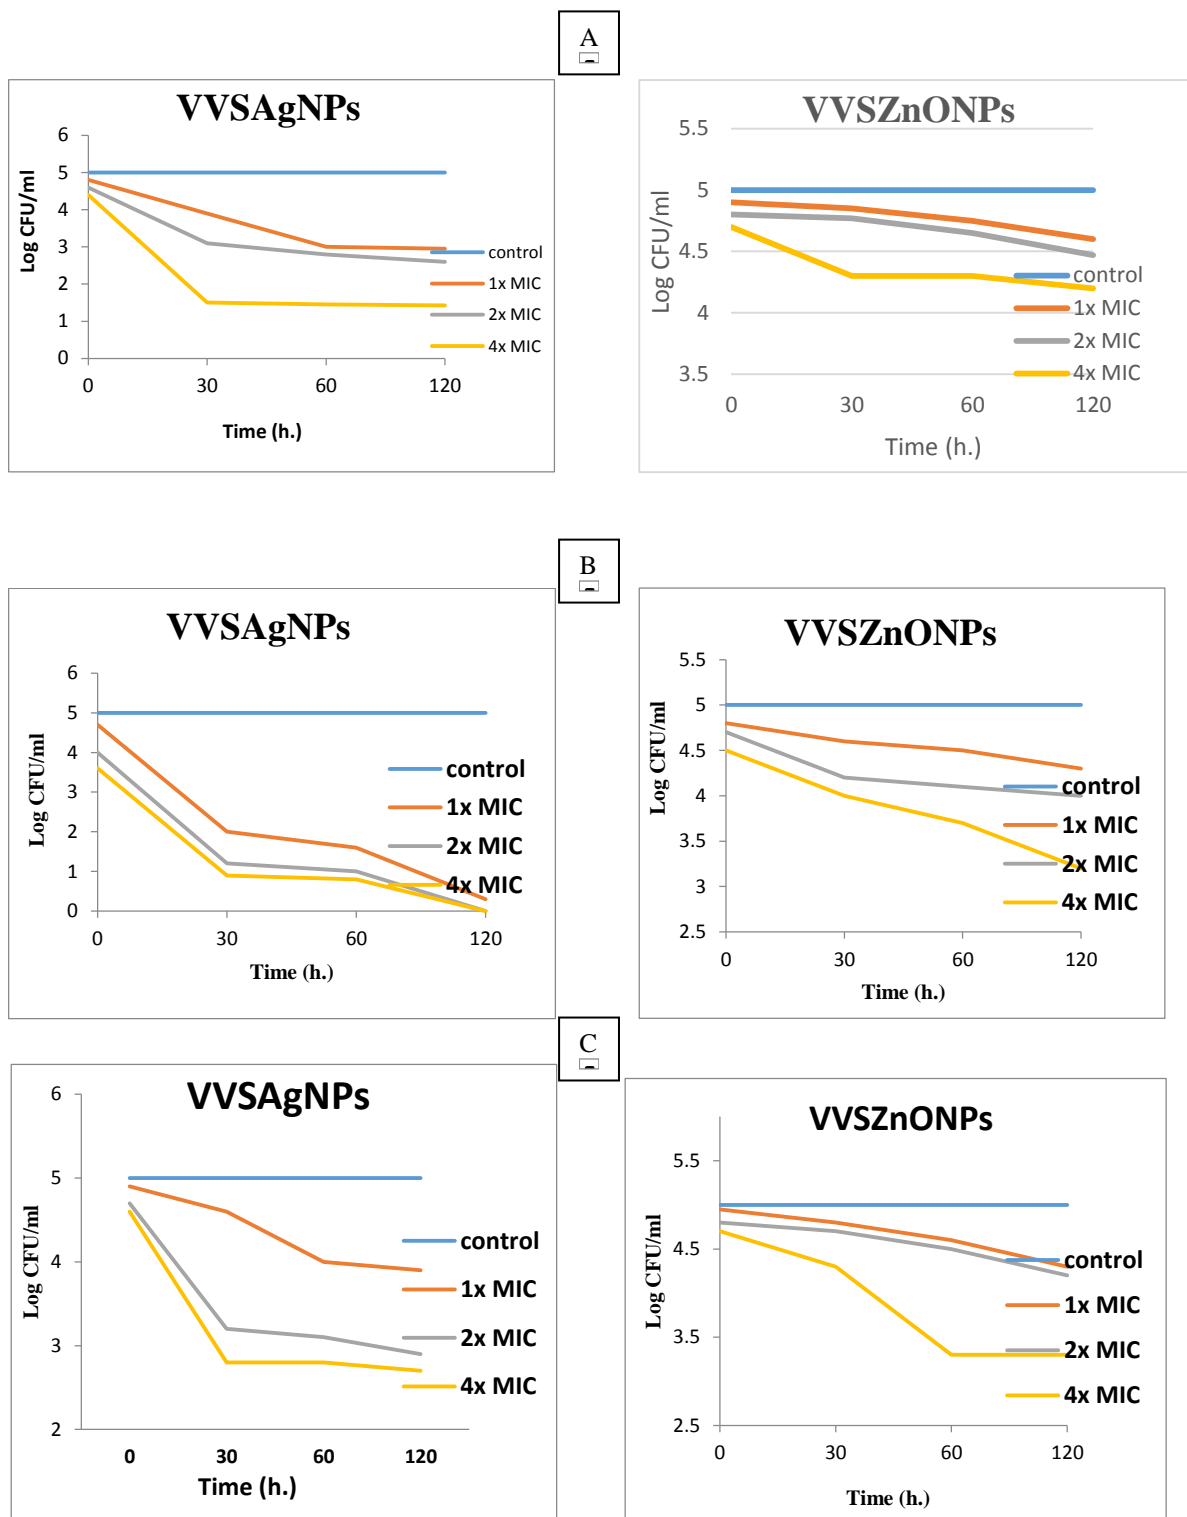 A
VVSAgNPs
6
5
4
3
2
1
0
Log CFU/ml
0 30 60 120
Time (h.)
control
1x MIC
2x MIC
4x MIC
VVSZnONPs
5.5
5
4.5
4
3.5
Log CFU/ml
0 30 60 120
Time (h.)
control
1x MIC
2x MIC
4x MIC
B
VVSAgNPs
6
5
4
3
2
1
0
Log CFU/ml
0 30 60 120
Time (h.)
control
1x MIC
2x MIC
4x MIC
VVSZnONPs
5.5
5
4.5
4
3.5
3
2.5
Log CFU/ml
0 30 60 120
Time (h.)
control
1x MIC
2x MIC
4x MIC
C
VVSAgNPs
6
5
4
3
2
Log CFU/ml
0 30 60 120
Time (h.)
control
1x MIC
2x MIC
4x MIC
VVSZnONPs
5.5
4.5
3.5
2.5
Log CFU/ml
0 30 60 120
Time (h.)
control
1x MIC
2x MIC
4x MIC